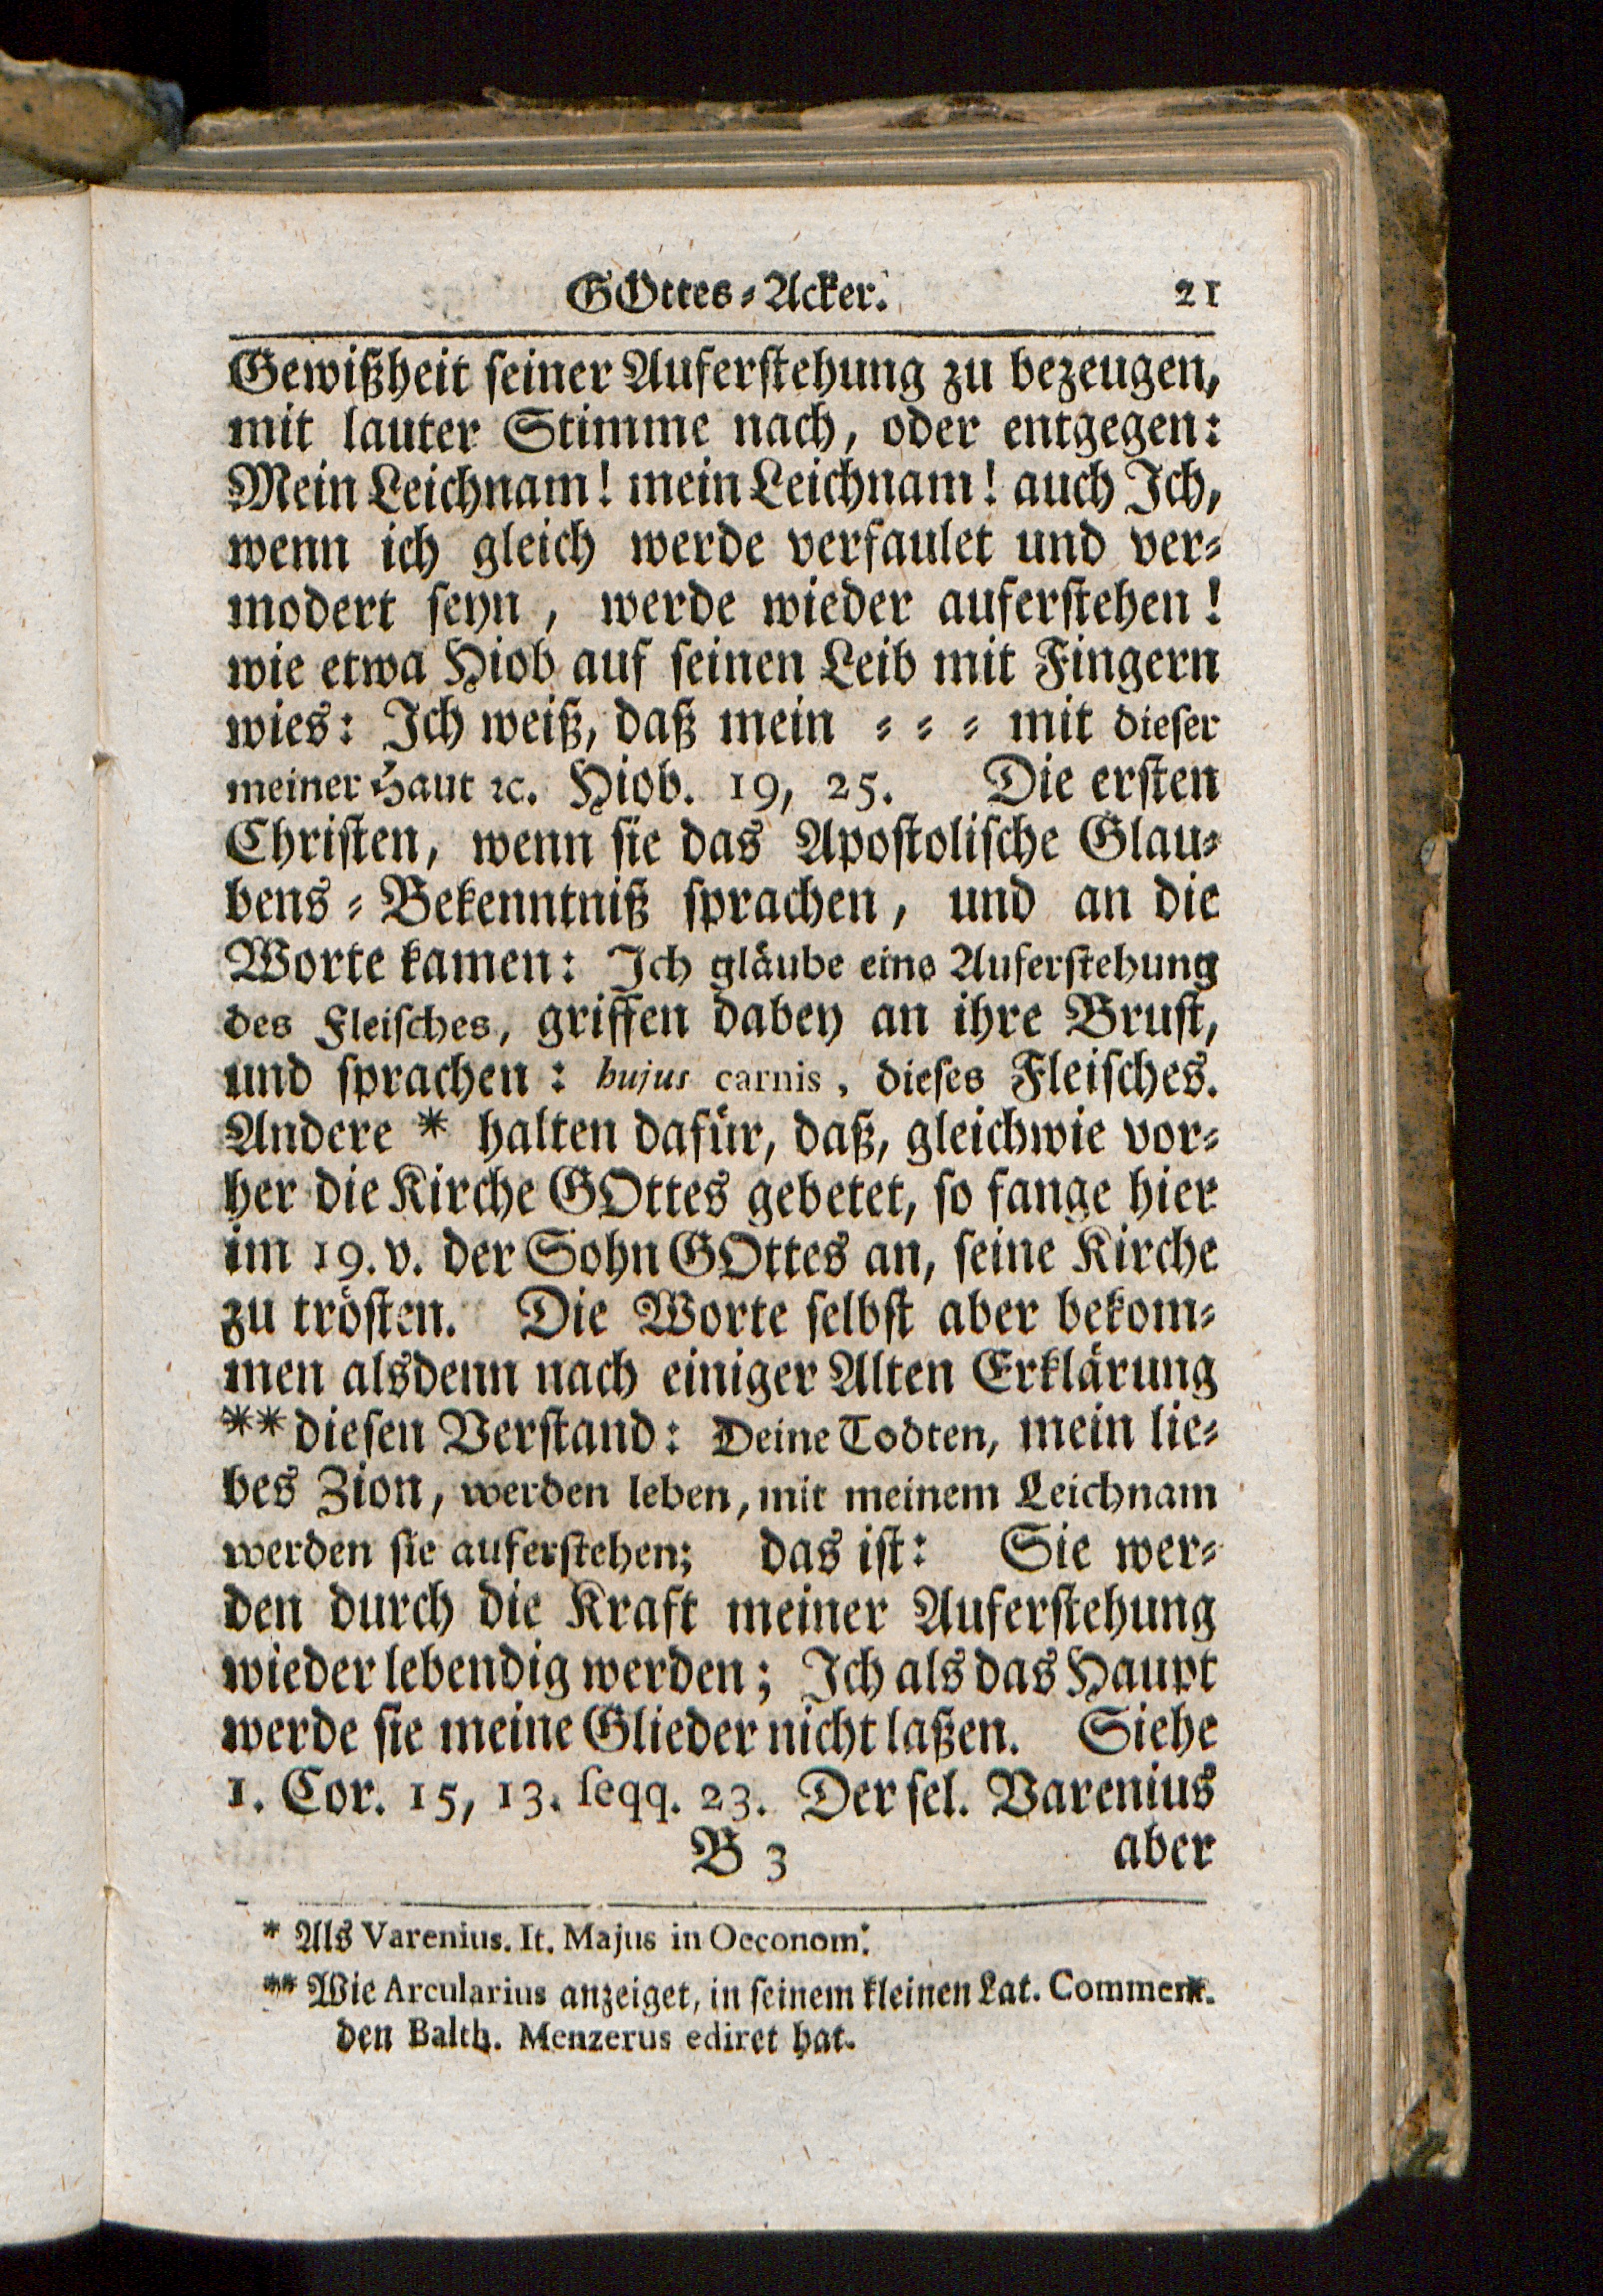 GOttes-Acker. 21
Gewißheit ſeiner Auferſtehung zu bezeugen,
mit lauter Stimme nach, oder entgegen:
Mein Leichnam! mein Leichnam! auch Ich,
wenn ich gleich werde verfaulet und ver-
modert ſeyn, werde wieder auferſtehen!
wie etwa Hiob auf ſeinen Leib mit Fingern
wies: Ich weiß, daß mein - - - mit dieſer
meiner Haut ꝛc. Hiob. 19, 25. Die erſten
Chriſten, wenn ſie das Apoſtoliſche Glau-
bens-Bekenntniß ſprachen, und an die
Worte kamen: Ich gläube eine Auferſtehung
des Fleiſches, griffen dabey an ihre Bruſt,
und ſprachen: hujus carnis, dieſes Fleiſches.
Andere * halten dafür, daß, gleichwie vor-
her die Kirche GOttes gebetet, ſo fange hier
im 19. v. der Sohn GOttes an, ſeine Kirche
zu tröſten. Die Worte ſelbſt aber bekom-
men alsdenn nach einiger Alten Erklärung
** dieſen Verſtand: Deine Todten, mein lie-
bes Zion, werden leben, mit meinem Leichnam
werden ſie auferſtehen; das iſt: Sie wer-
den durch die Kraft meiner Auferſtehung
wieder lebendig werden; Ich als das Haupt
werde ſie meine Glieder nicht laßen. Siehe
1. Cor. 15, 13. ſeqq. 23. Der ſel. Varenius
B 3 aber
* Als Varenius. It. Majus in Oeconom.
** Wie Arcularius anzeiget, in ſeinem kleinen Lat. Comment.
den Balth. Menzerus ediret hat.